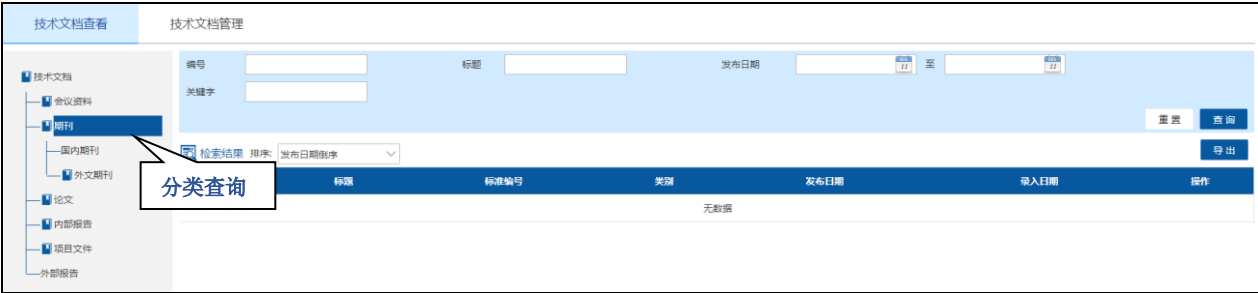 技术文档查看 技术文档管理
技术文档
会议资料
期刊
国内期刊
外文期刊
论文
内部报告
项目文件
外部报告
编号 标题 发布日期 至
关键字
重置 查询
检索结果 排序: 发布日期倒序 导出
标题 标准编号 类别 发布日期 录入日期 操作
无数据
分类查询